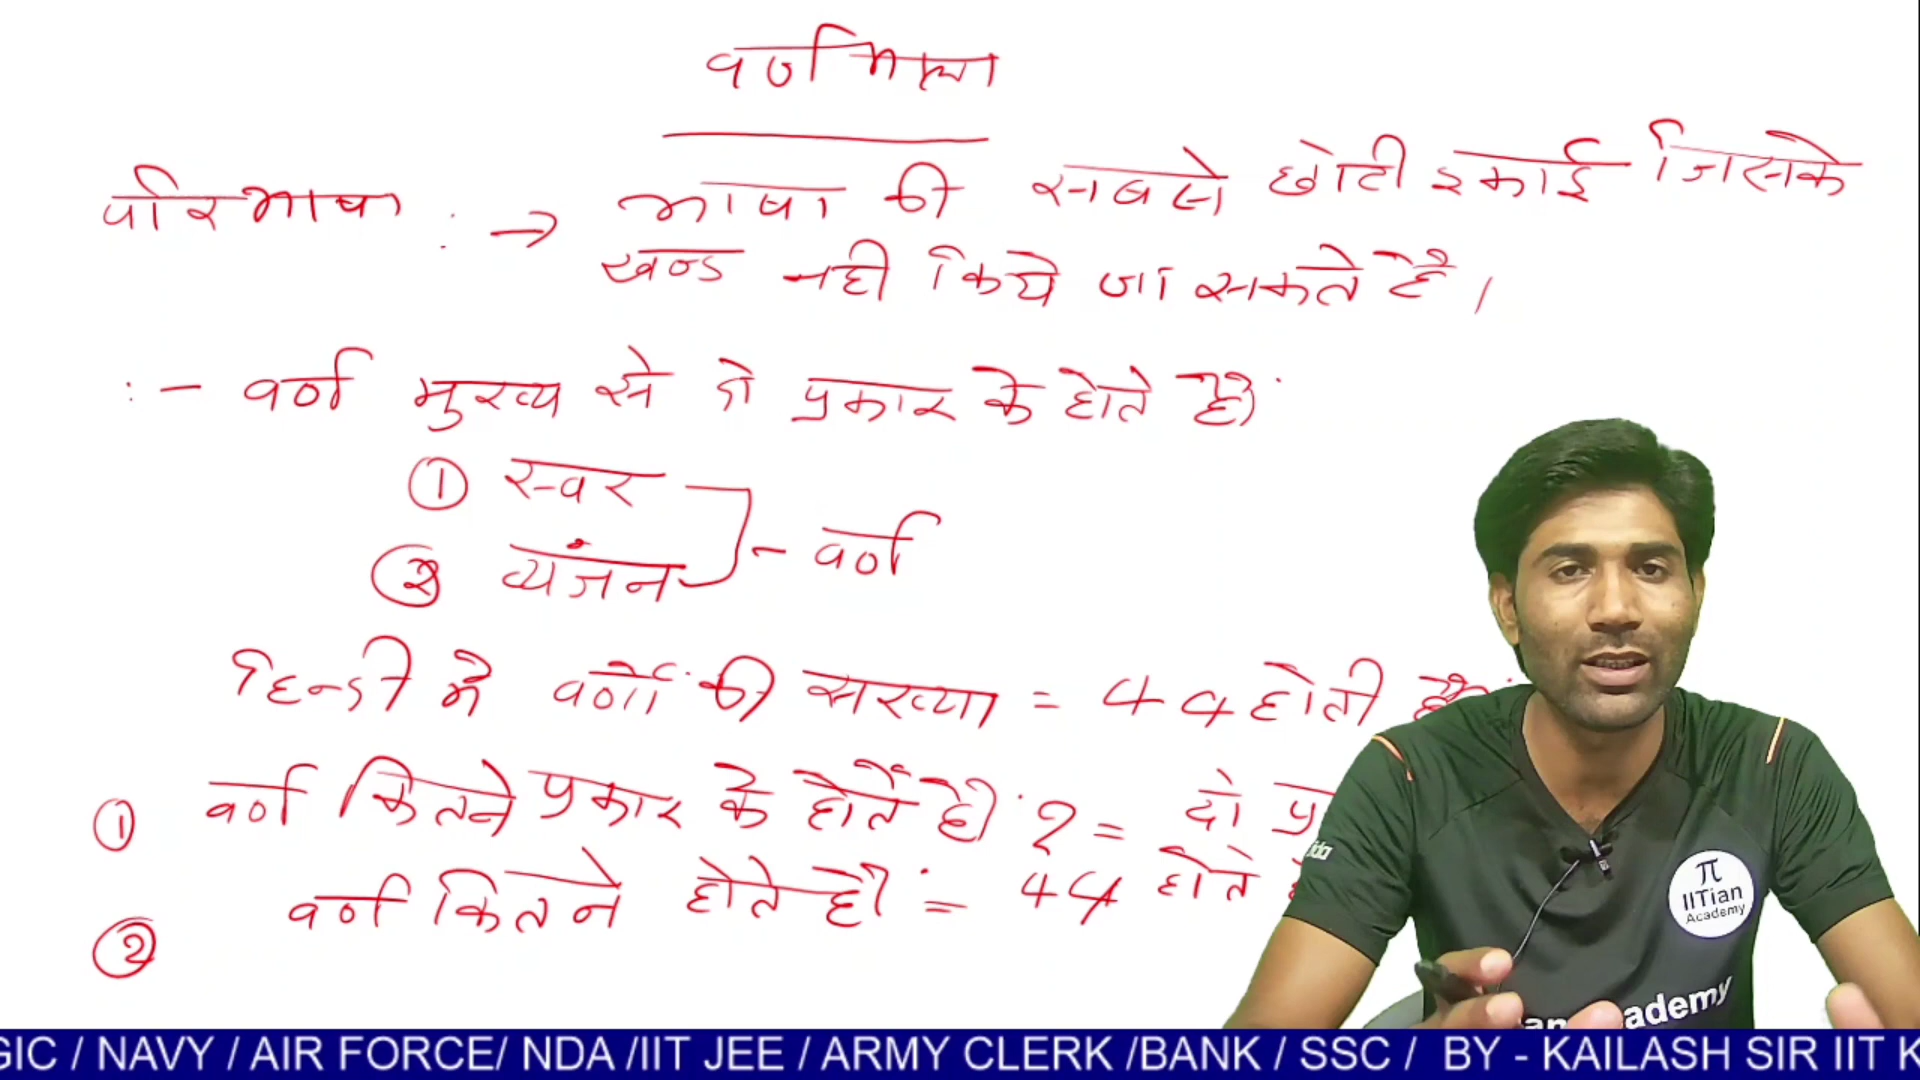 वर्णमाला
परिभाषा :→ भाषा की सबसे छोटी इकाई जिसके
खण्ड नही किये जा सकते है।
:- वर्ण मुख्य से दो प्रकार के होते है।
① स्वर
② व्यंजन
- वर्ण
हिन्दी मे वर्णो की संख्या = 44 होती है
① वर्ण कितने प्रकार के होते है ? = दो प्र
② वर्ण कितने होते है = 44 होते
π
IITian
Academy
ademy
GIC / NAVY / AIR FORCE/ NDA /IIT JEE / ARMY CLERK /BANK / SSC / BY - KAILASH SIR IIT K